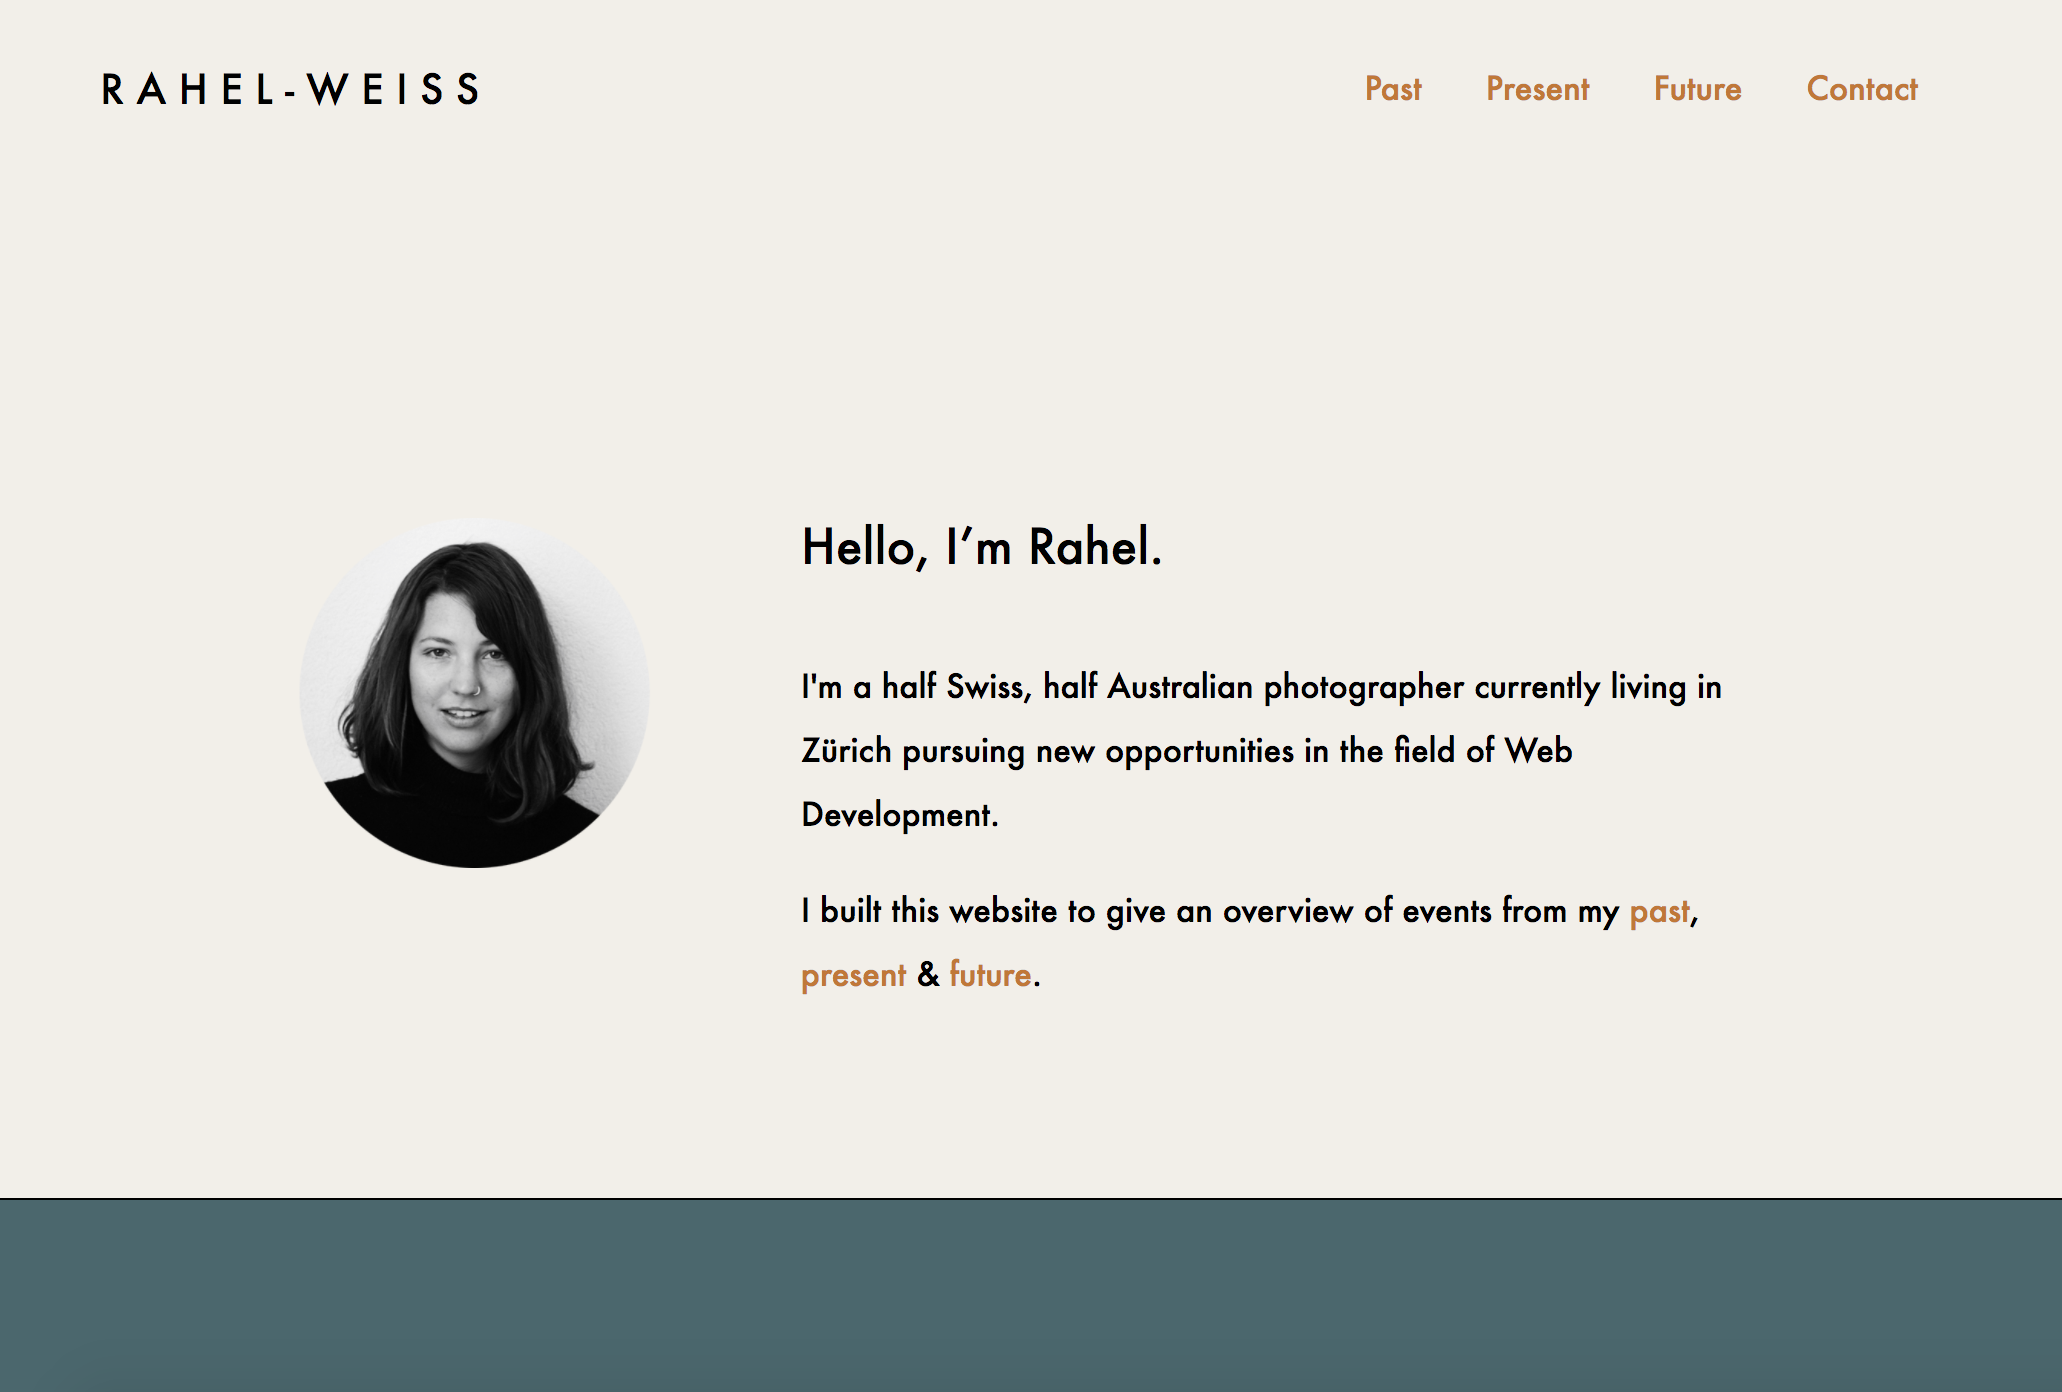 RAHEL-WEISS
Past Present Future Contact
Hello, I’m Rahel.
I'm a half Swiss, half Australian photographer currently living in
Zürich pursuing new opportunities in the field of Web
Development.
I built this website to give an overview of events from my past,
present & future.